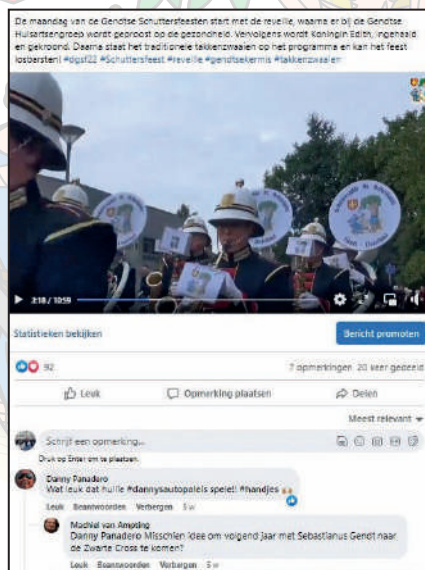 De maandag van de Gendtse Schuttersfeesten start met de reveille, waarna er bij de Gendtse
Huisartsengroep wordt geproost op de gezondheid. Vervolgens wordt Koningin Edith, ingehaald
en gekroond. Daarna staat het traditionele takkenzwaaien op het programma en kan het feest
losbarsten! #dgsf22 #Schuttersfeest #reveille #gendtsekermis #takkenzwaaien
3:18 / 10:59
Statistieken bekijken
Bericht promoten
92
7 opmerkingen 20 keer gedeeld
Leuk Opmerking plaatsen Delen
Meest relevant
Schrijf een opmerking...
Druk op Enter om te plaatsen.
Danny Panadero
Wat leuk dat hullie #dannysautopaleis spelet! #handjes
Leuk Beantwoorden Verbergen 5 w
Machiel van Ampting
Danny Panadero Misschien idee om volgend jaar met Sebastianus Gendt naar
de Zwarte Cross te komen?
Leuk Beantwoorden Verbergen 5 w